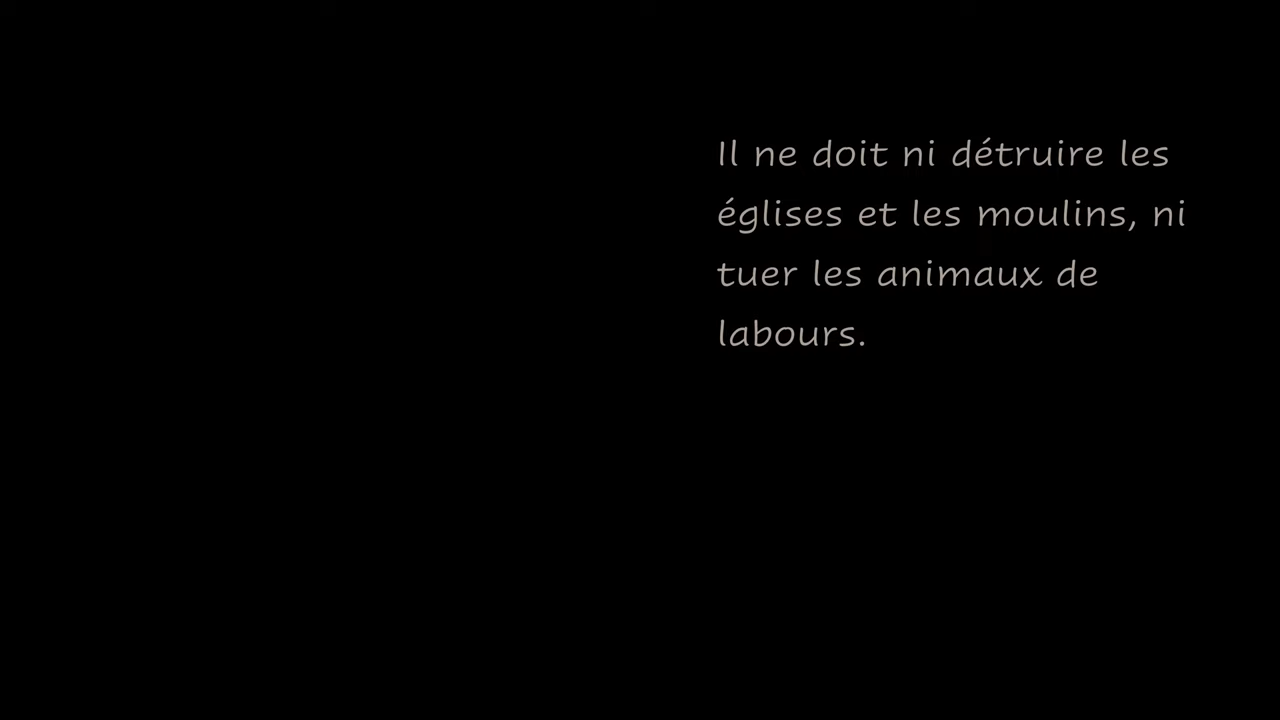 Il ne doit ni détruire les
églises et les moulins, ni
tuer les animaux de
labours.